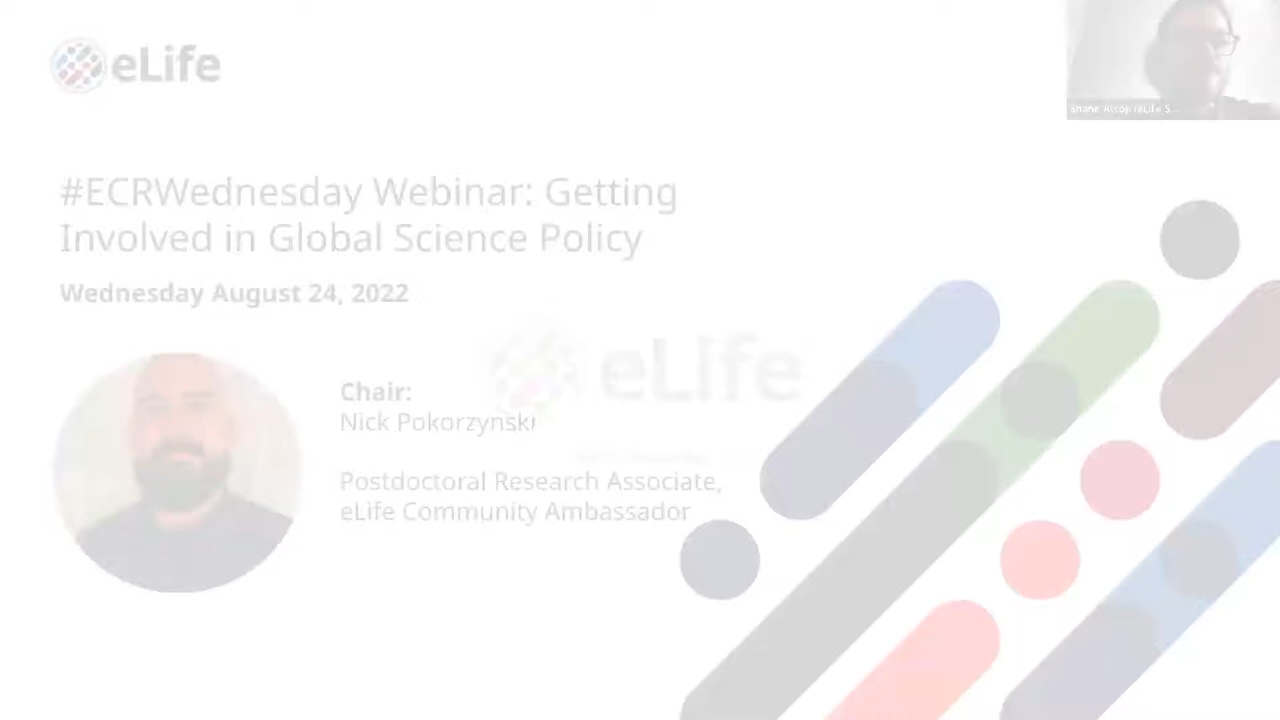 eLife
#ECRWednesday Webinar: Getting
Involved in Global Science Policy
Wednesday August 24, 2022
eLife
Chair:
Nick Pokorzynski
Postdoctoral Research Associate,
eLife Community Ambassador